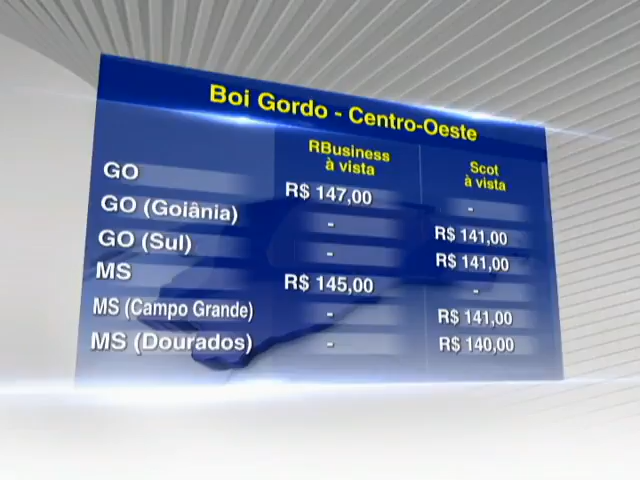 Boi Gordo - Centro-Oeste
RBusiness à vista Scot à vista
GO R$ 147,00 -
GO (Goiânia) - R$ 141,00
GO (Sul) - R$ 141,00
MS R$ 145,00 -
MS (Campo Grande) - R$ 141,00
MS (Dourados) - R$ 140,00